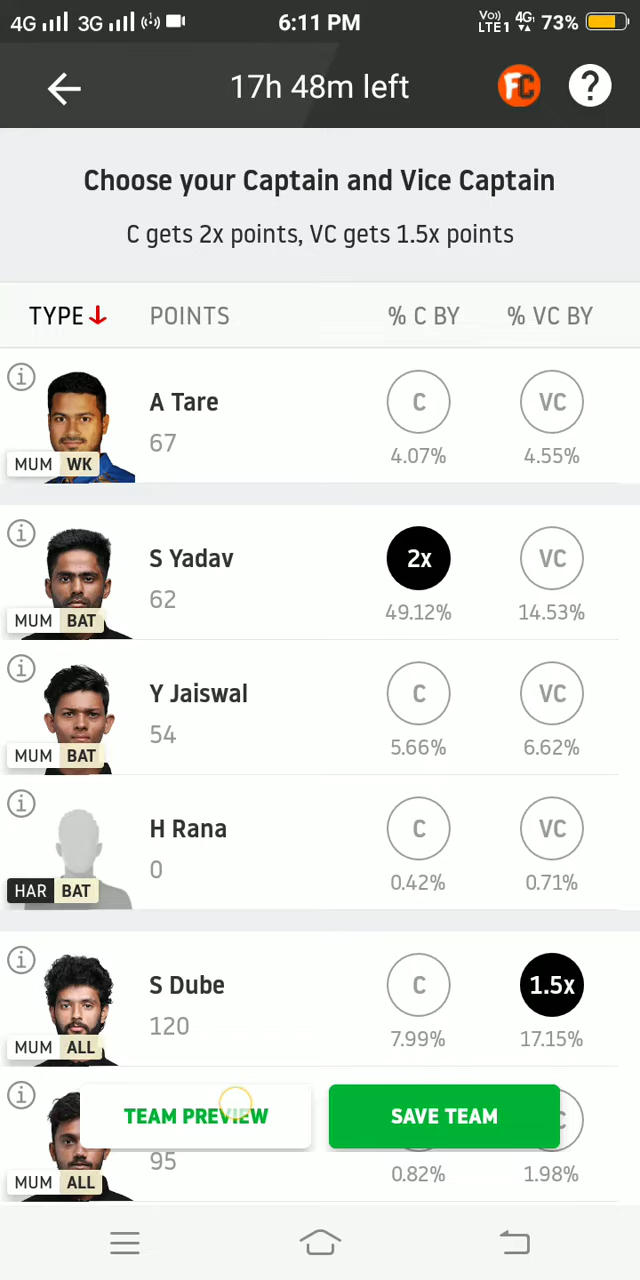 4G 3G 6:11 PM Vo) LTE1 4G 73%
17h 48m left FC ?
Choose your Captain and Vice Captain
C gets 2x points, VC gets 1.5x points
TYPE POINTS % C BY % VC BY
i A Tare C VC
67 4.07% 4.55%
MUM WK
i S Yadav 2x VC
62 49.12% 14.53%
MUM BAT
i Y Jaiswal C VC
54 5.66% 6.62%
MUM BAT
i H Rana C VC
0 0.42% 0.71%
HAR BAT
i S Dube C 1.5x
120 7.99% 17.15%
MUM ALL
i TEAM PREVIEW SAVE TEAM
95 0.82% 1.98%
MUM ALL